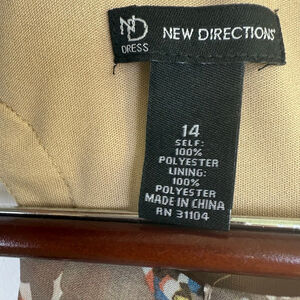 ND
DRESS
NEW DIRECTIONS
14
SELF:
100%
POLYESTER
LINING:
100%
POLYESTER
MADE IN CHINA
RN 31104